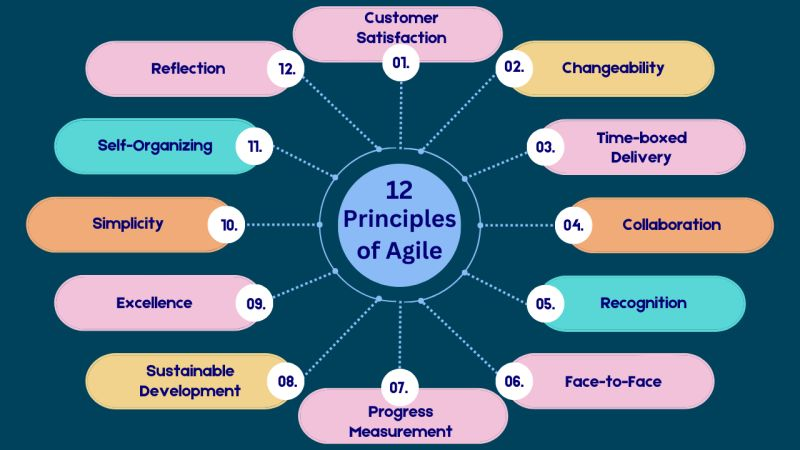 12
Principles
of Agile
01.
Customer
Satisfaction
02.
Changeability
03.
Time-boxed
Delivery
04.
Collaboration
05.
Recognition
06.
Face-to-Face
07.
Progress
Measurement
08.
Sustainable
Development
09.
Excellence
10.
Simplicity
11.
Self-Organizing
12.
Reflection